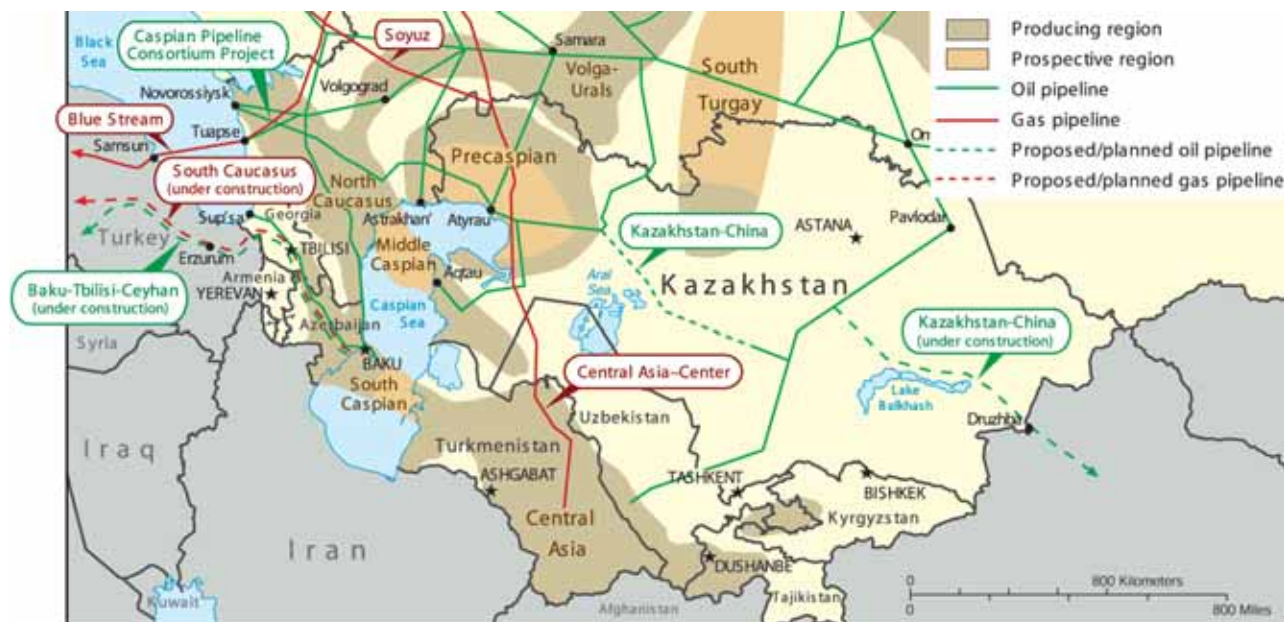 Black
Sea
Caspian Pipeline
Consortium Project
Soyuz
Samara
Volga-
Urals
South
Turgay
Volgograd
Novorossiysk
Blue Stream
Tuapse
Samsun
South Caucasus
(under construction)
Sup'sa
Georgia
North
Caucasus
Precaspian
Astrakhan'
Atyrau
Om
ASTANA
Pavlodar
Kazakhstan–China
Turkey
Erzurum
TBILISI
Middle
Caspian
Aqtau
Aral
Sea
Kazakhstan
Armenia
YEREVAN
Baku-Tbilisi-Ceyhan
(under construction)
Caspian
Sea
Azerbaijan
BAKU
Syria
South
Caspian
Central Asia–Center
Kazakhstan–China
(under construction)
Lake
Balkhash
Druzhba
Uzbekistan
Turkmenistan
Iraq
ASHGABAT
TASHKENT
BISHKEK
Kyrgyzstan
Central
Asia
Iran
DUSHANBE
Tajikistan
Afghanistan
Kuwait
Producing region
Prospective region
Oil pipeline
Gas pipeline
Proposed/planned oil pipeline
Proposed/planned gas pipeline
0 800 Kilometers
0 800 Miles